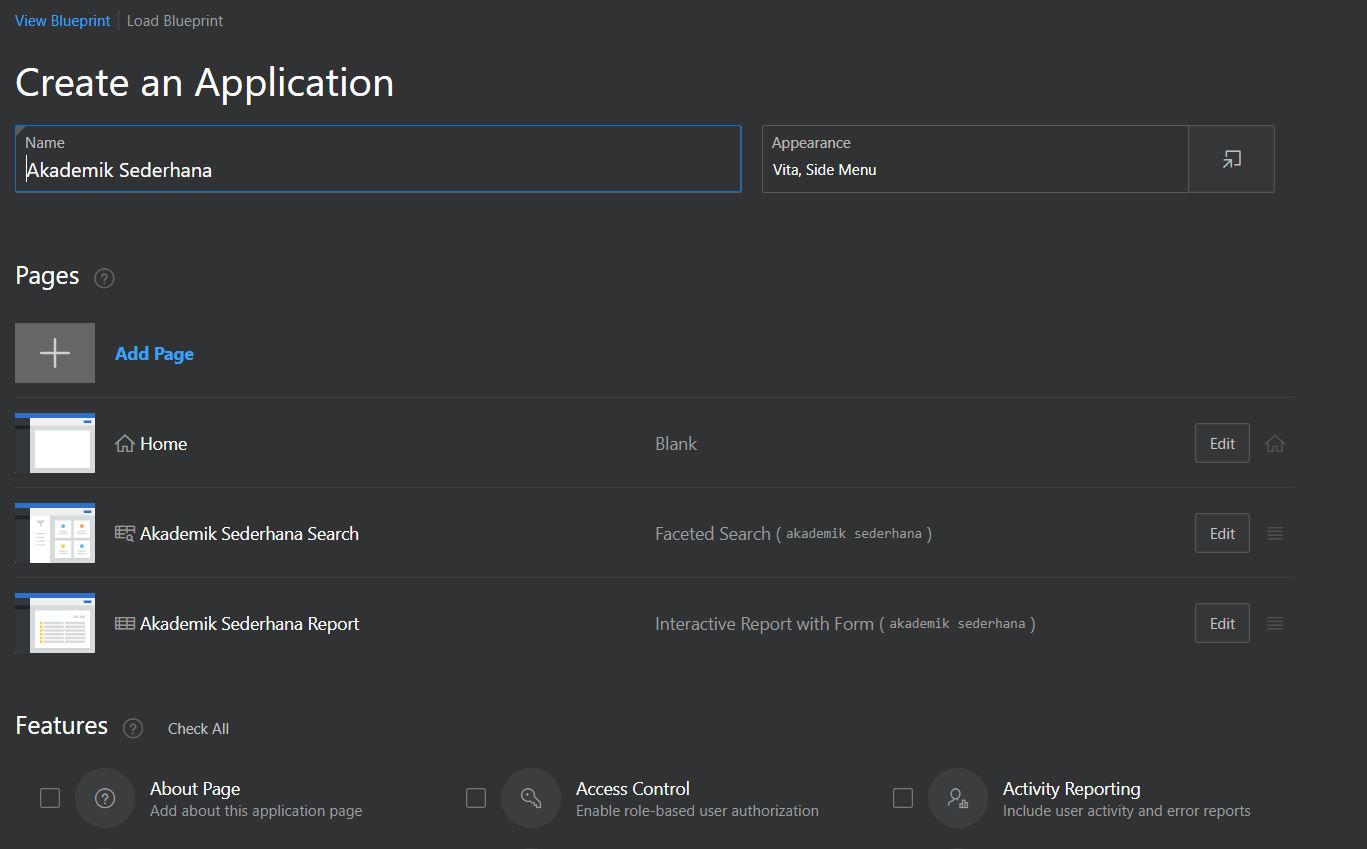 View Blueprint Load Blueprint
Create an Application
Name
Akademik Sederhana
Appearance
Vita, Side Menu
Pages ?
Add Page
Home Blank Edit
Akademik Sederhana Search Faceted Search ( akademik sederhana ) Edit
Akademik Sederhana Report Interactive Report with Form ( akademik sederhana ) Edit
Features ? Check All
? About Page
Add about this application page
Access Control
Enable role-based user authorization
Activity Reporting
Include user activity and error reports